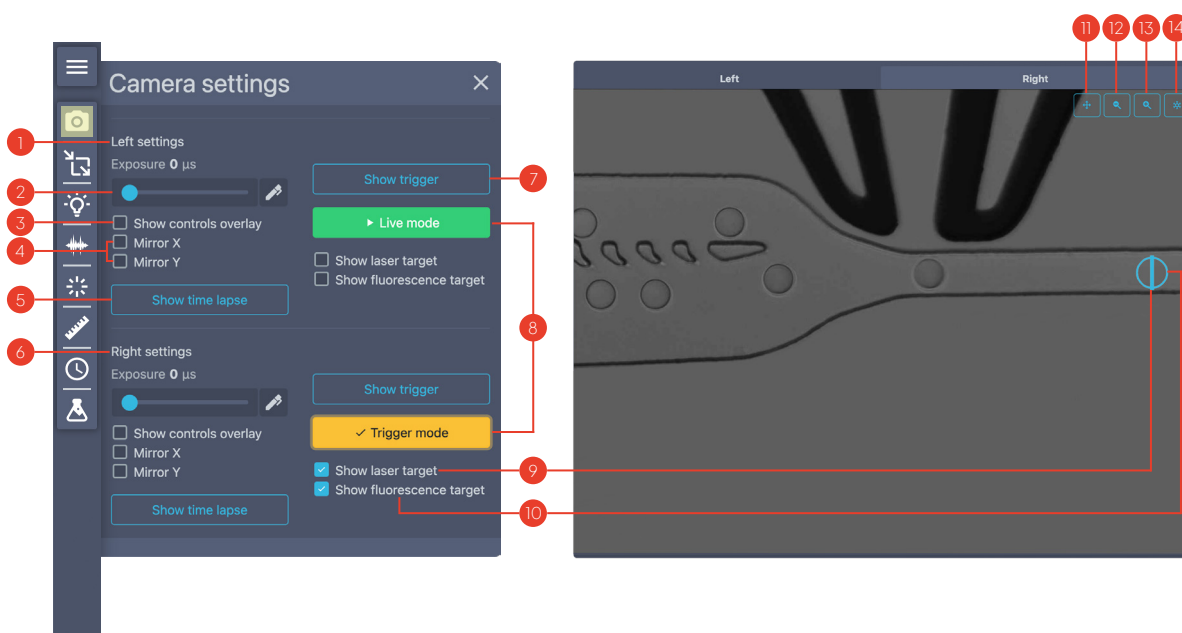 11 12 13 14
Camera settings
Left Right
1 Left settings
Exposure 0 µs
2
Show trigger 7
3 Show controls overlay
Live mode
4 Mirror X
Mirror Y
Show laser target
Show fluorescence target
5 Show time lapse
8
6 Right settings
Exposure 0 µs
Show trigger
Show controls overlay
Trigger mode
Mirror X
Mirror Y
Show laser target 9
Show fluorescence target
Show time lapse
10